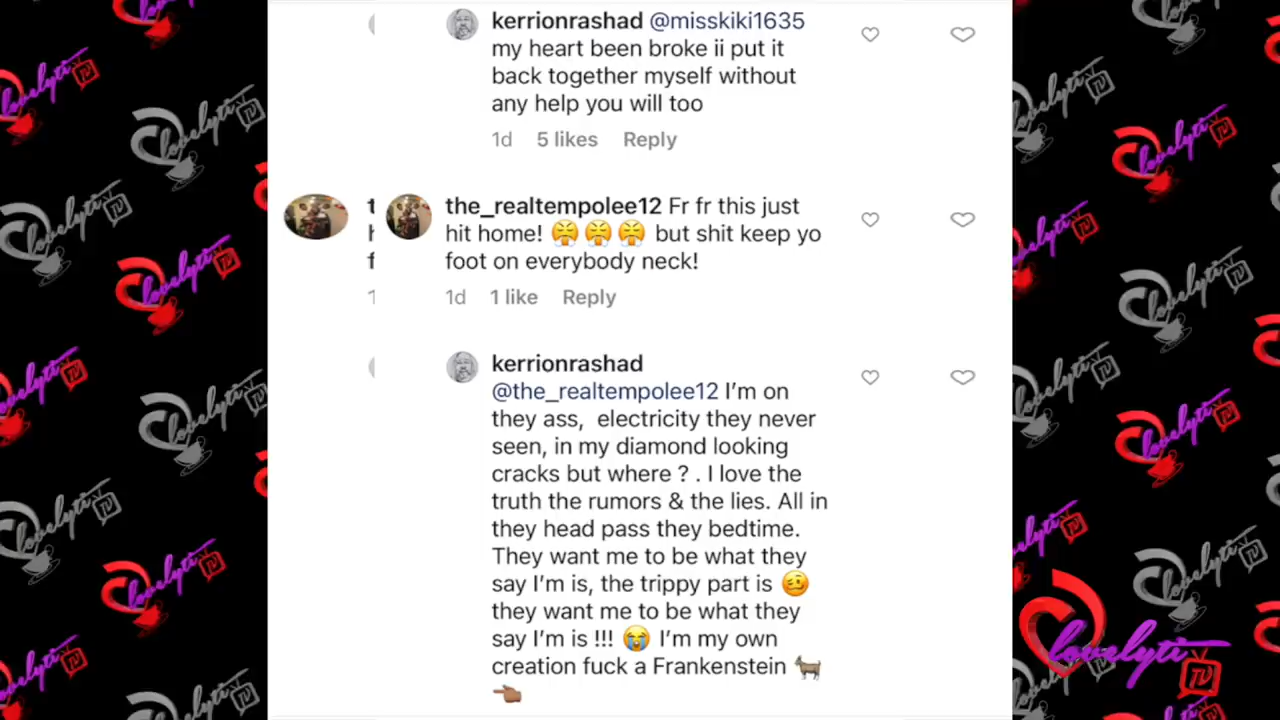 kerrionrashad @misskiki1635
my heart been broke ii put it
back together myself without
any help you will too
1d 5 likes Reply
the_realtempolee12 Fr fr this just
hit home! 😤 😤 😤 but shit keep yo
foot on everybody neck!
1d 1 like Reply
kerrionrashad
@the_realtempolee12 I’m on
they ass, electricity they never
seen, in my diamond looking
cracks but where ? . I love the
truth the rumors & the lies. All in
they head pass they bedtime.
They want me to be what they
say I’m is, the trippy part is 🥴
they want me to be what they
say I’m is !!! 😭 I’m my own
creation fuck a Frankenstein 🐐
👈🏾
lovelyti TV